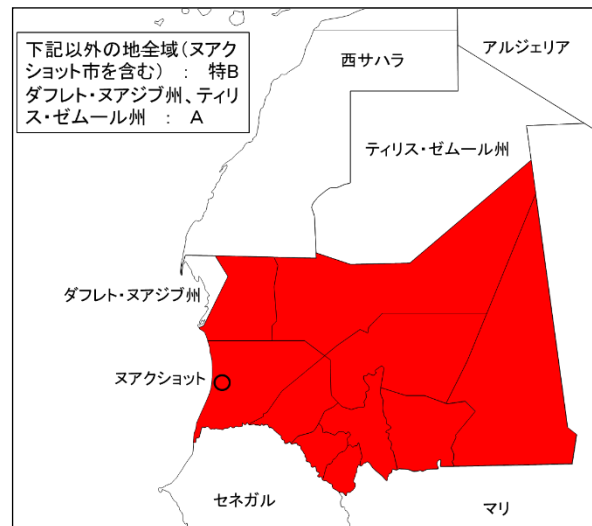 下記以外の地全域（ヌアク
ショット市を含む）　：　特B
ダフレト・ヌアジブ州、ティリ
ス・ゼムール州　：　A
アルジェリア
西サハラ
ティリス・ゼムール州
ダフレト・ヌアジブ州
ヌアクショット
セネガル
マリ